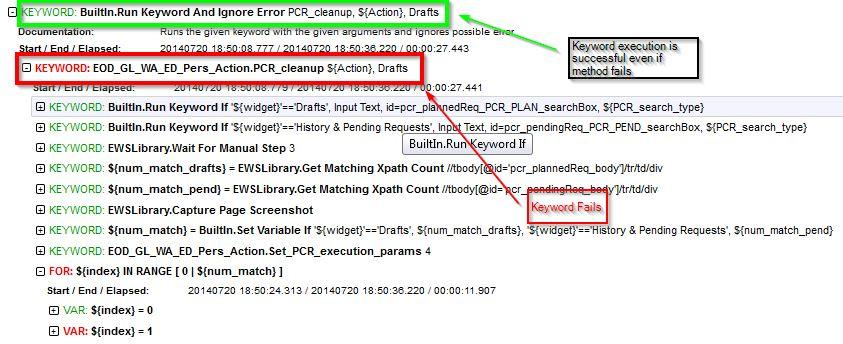 KEYWORD: BuiltIn.Run Keyword And Ignore Error PCR_cleanup, ${Action}, Drafts
Documentation: Runs the given keyword with the given arguments and ignores possible error.
Start / End / Elapsed: 20140720 18:50:08.777 / 20140720 18:50:36.220 / 00:00:27.443
Keyword execution is
successful even if
method fails
KEYWORD: EOD_GL_WA_ED_Pers_Action.PCR_cleanup ${Action}, Drafts
Start / End / Elapsed: 20140720 18:50:08.779 / 20140720 18:50:36.220 / 00:00:27.441
KEYWORD: BuiltIn.Run Keyword If '${widget}'=='Drafts', Input Text, id=pcr_plannedReq_PCR_PLAN_searchBox, ${PCR_search_type}
KEYWORD: BuiltIn.Run Keyword If '${widget}'=='History & Pending Requests', Input Text, id=pcr_pendingReq_PCR_PEND_searchBox, ${PCR_search_type}
KEYWORD: EWSLibrary.Wait For Manual Step 3
BuiltIn.Run Keyword If
KEYWORD: ${num_match_drafts} = EWSLibrary.Get Matching Xpath Count //tbody[@id='pcr_plannedReq_body']/tr/td/div
KEYWORD: ${num_match_pend} = EWSLibrary.Get Matching Xpath Count //tbody[@id='pcr_pendingReq_body']/tr/td/div
KEYWORD: EWSLibrary.Capture Page Screenshot
Keyword Fails
KEYWORD: ${num_match} = BuiltIn.Set Variable If '${widget}'=='Drafts', ${num_match_drafts}, '${widget}'=='History & Pending Requests', ${num_match_pend}
KEYWORD: EOD_GL_WA_ED_Pers_Action.Set_PCR_execution_params 4
FOR: ${index} IN RANGE [ 0 | ${num_match} ]
Start / End / Elapsed: 20140720 18:50:24.313 / 20140720 18:50:36.220 / 00:00:11.907
VAR: ${index} = 0
VAR: ${index} = 1